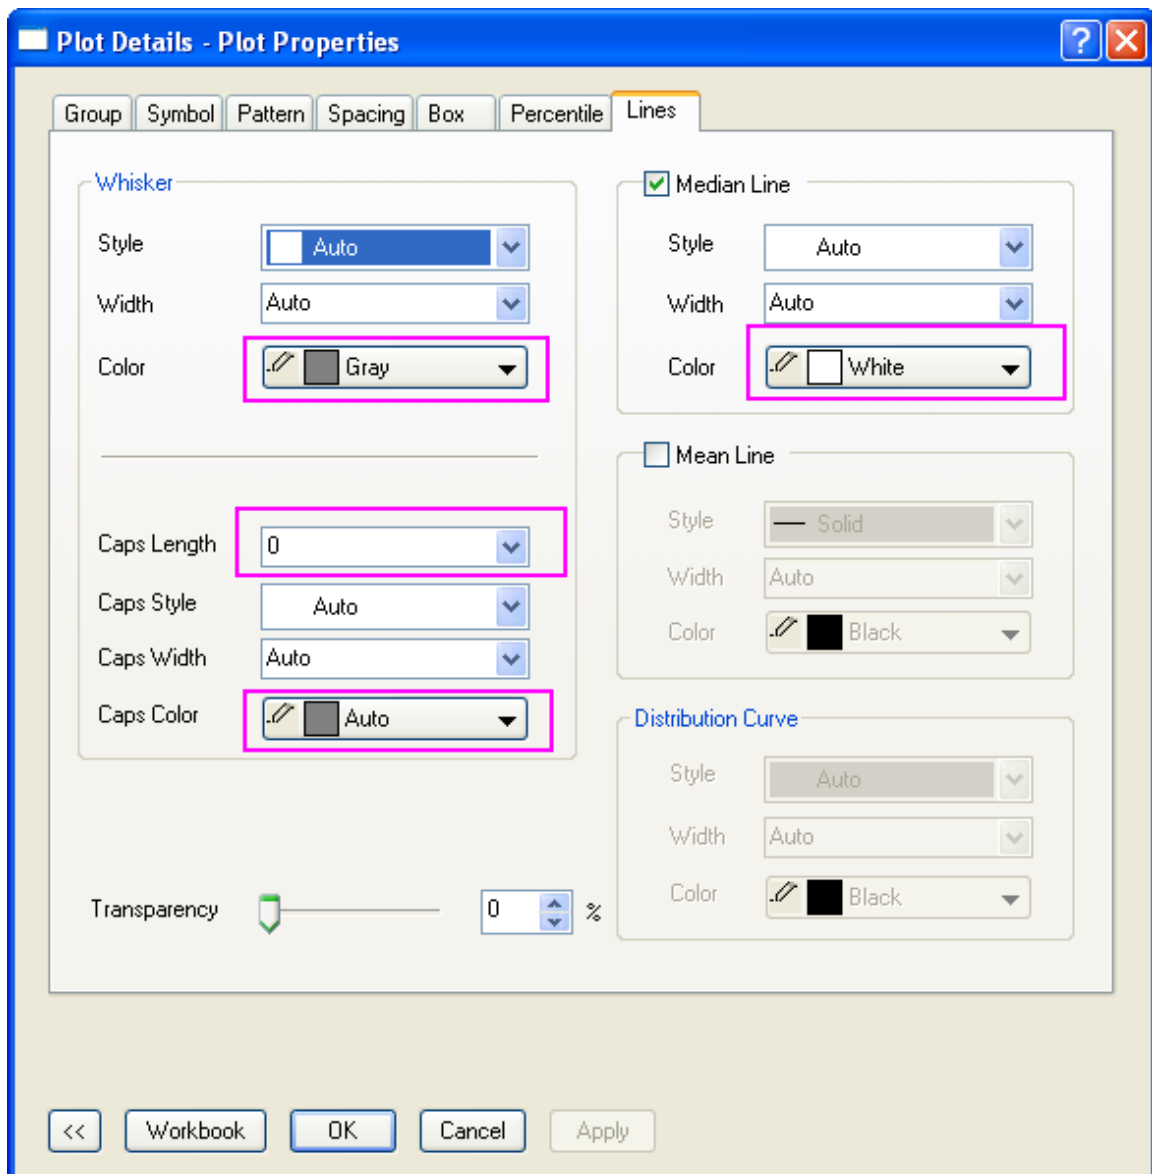 Plot Details - Plot Properties
?
Group Symbol Pattern Spacing Box Percentile Lines
Whisker
Style Auto
Width Auto
Color Gray
Caps Length 0
Caps Style Auto
Caps Width Auto
Caps Color Auto
Transparency 0 %
Median Line
Style Auto
Width Auto
Color White
Mean Line
Style Solid
Width Auto
Color Black
Distribution Curve
Style Auto
Width Auto
Color Black
<< Workbook OK Cancel Apply